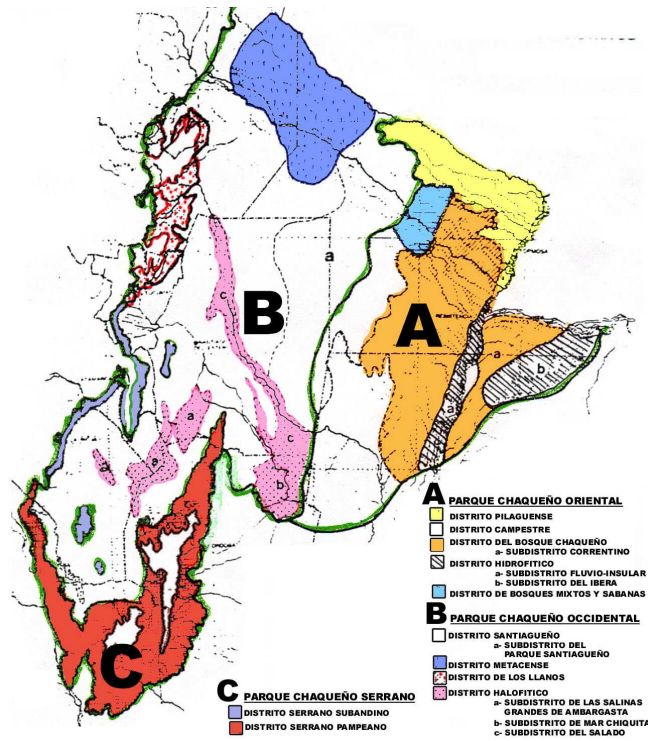 a
B
A
c
RESISTENCIA
a
b
a
a
a
a
c
b
C
A PARQUE CHAQUEÑO ORIENTAL
DISTRITO PILAGUENSE
DISTRITO CAMPESTRE
DISTRITO DEL BOSQUE CHAQUEÑO
a- SUBDISTRITO CORRENTINO
DISTRITO HIDROFITICO
a- SUBDISTRITO FLUVIO-INSULAR
b- SUBDISTRITO DEL IBERA
DISTRITO DE BOSQUES MIXTOS Y SABANAS
B PARQUE CHAQUEÑO OCCIDENTAL
DISTRITO SANTIAGUEÑO
a- SUBDISTRITO DEL
PARQUE SANTIAGUEÑO
DISTRITO METACENSE
DISTRITO DE LOS LLANOS
DISTRITO HALOFITICO
a- SUBDISTRITO DE LAS SALINAS
GRANDES DE AMBARGASTA
b- SUBDISTRITO DE MAR CHIQUITA
c- SUBDISTRITO DEL SALADO
C PARQUE CHAQUEÑO SERRANO
DISTRITO SERRANO SUBANDINO
DISTRITO SERRANO PAMPEANO